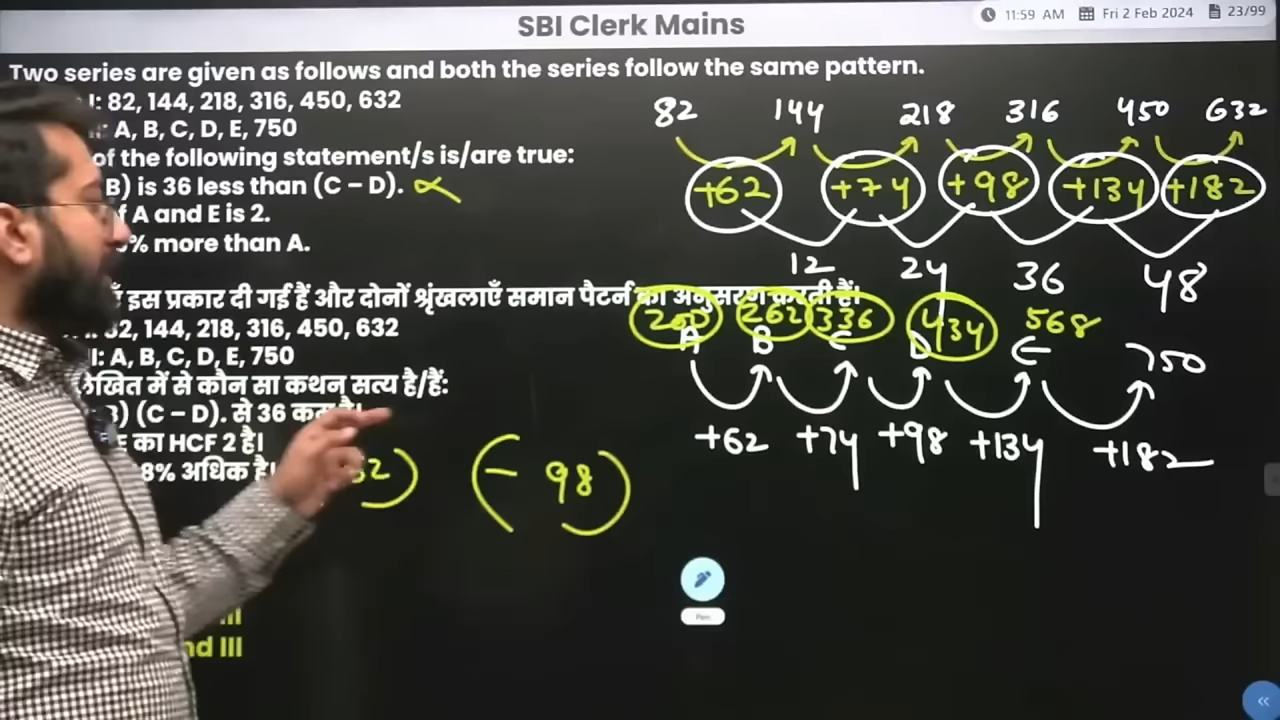 SBI Clerk Mains
11:59 AM Fri 2 Feb 2024 23/99
Two series are given as follows and both the series follow the same pattern.
I: 82, 144, 218, 316, 450, 632
A, B, C, D, E, 750
of the following statement/s is/are true:
B) is 36 less than (C – D).
A and E is 2.
% more than A.
इस प्रकार दी गई हैं और दोनों श्रृंखलाएँ समान पैटर्न का अनुसरण करती हैं।
82, 144, 218, 316, 450, 632
I: A, B, C, D, E, 750
में से कौन सा कथन सत्य है/हैं:
(C – D). से 36 कम है।
का HCF 2 है।
8% अधिक है।
III
nd III
82 144 218 316 450 632
+62 +74 +98 +134 +182
12 24 36 48
200 262 336 434 568
A B C D E 750
+62 +74 +98 +134 +182
62) (- 98)
Pen
«